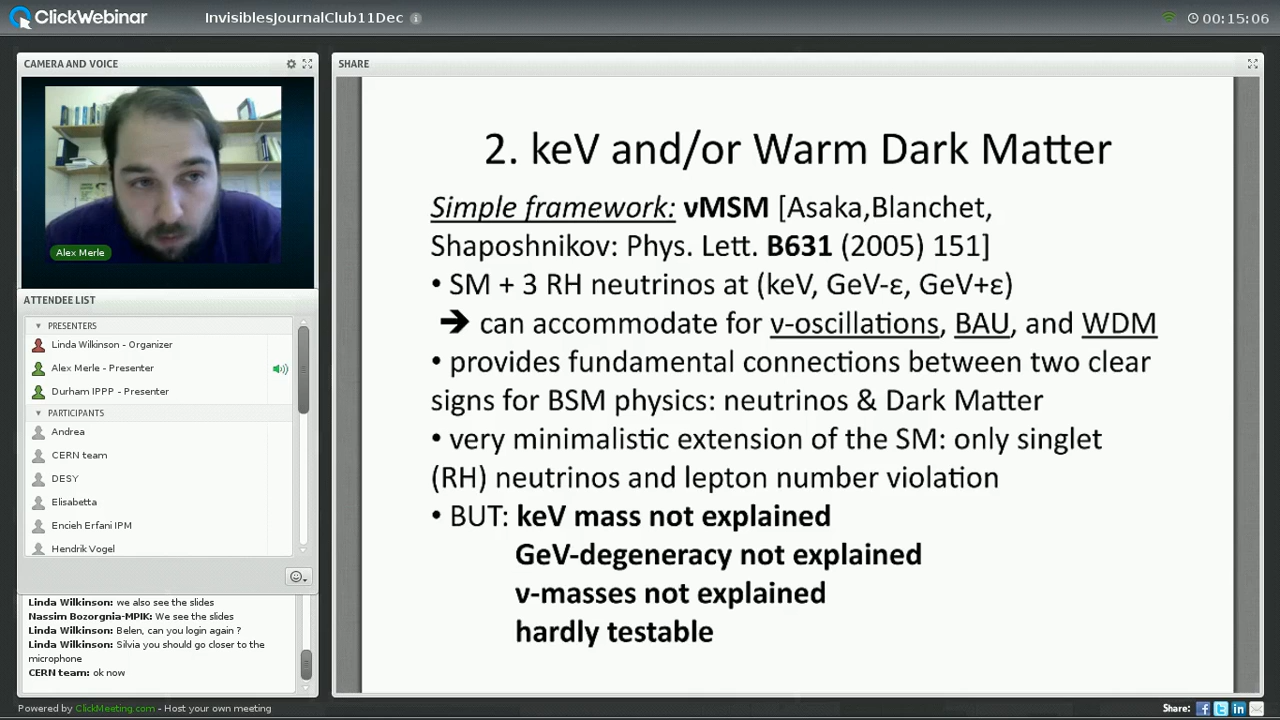 ClickWebinar
InvisiblesJournalClub11Dec
00:15:06
CAMERA AND VOICE
Alex Merle
ATTENDEE LIST
PRESENTERS
Linda Wilkinson - Organizer
Alex Merle - Presenter
Durham IPPP - Presenter
PARTICIPANTS
Andrea
CERN team
DESY
Elisabetta
Encieh Erfani IPM
Hendrik Vogel
Linda Wilkinson: we also see the slides
Nassim Bozorgnia-MPIK: We see the slides
Linda Wilkinson: Belen, can you login again ?
Linda Wilkinson: Silvia you should go closer to the
microphone
CERN team: ok now
SHARE
2. keV and/or Warm Dark Matter
Simple framework: νMSM [Asaka,Blanchet,
Shaposhnikov: Phys. Lett. B631 (2005) 151]
• SM + 3 RH neutrinos at (keV, GeV-ε, GeV+ε)
➔ can accommodate for ν-oscillations, BAU, and WDM
• provides fundamental connections between two clear
signs for BSM physics: neutrinos & Dark Matter
• very minimalistic extension of the SM: only singlet
(RH) neutrinos and lepton number violation
• BUT: keV mass not explained
GeV-degeneracy not explained
ν-masses not explained
hardly testable
Powered by ClickMeeting.com - Host your own meeting
Share: